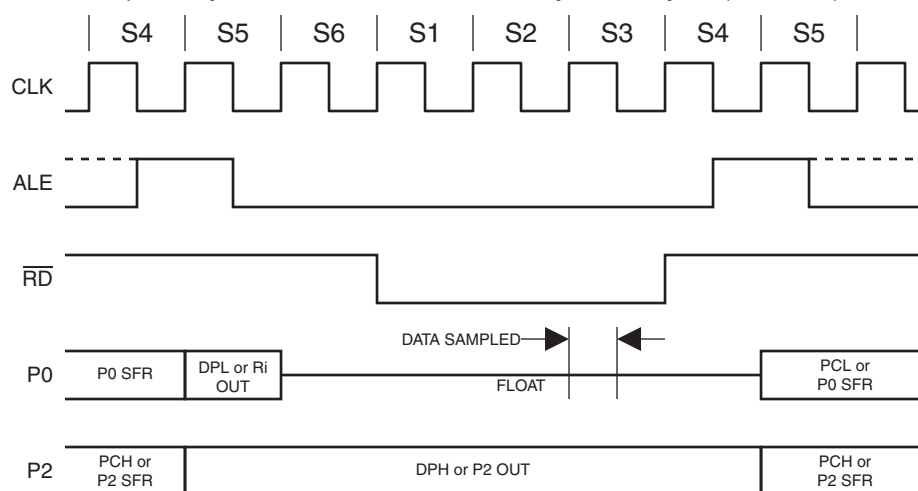 S4 S5 S6 S1 S2 S3 S4 S5
CLK
ALE
RD
DATA SAMPLED
P0
P0 SFR
DPL or Ri
OUT
FLOAT
PCL or
P0 SFR
P2
PCH or
P2 SFR
DPH or P2 OUT
PCH or
P2 SFR